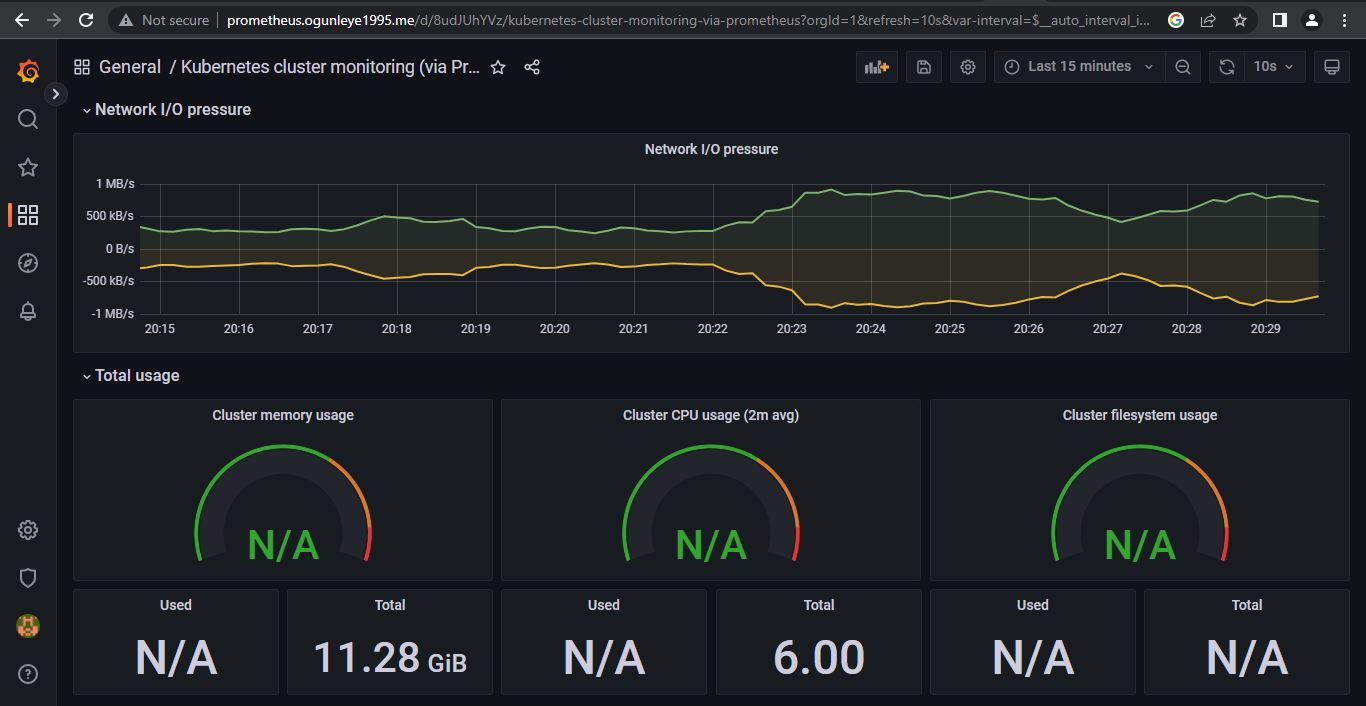 Not secure | prometheus.ogunleye1995.me/d/8udJUhYVz/kubernetes-cluster-monitoring-via-prometheus?orgId=1&refresh=10s&var-interval=$__auto_interval_i...
General / Kubernetes cluster monitoring (via Pr...
Last 15 minutes
10s
Network I/O pressure
Network I/O pressure
1 MB/s
500 kB/s
0 B/s
-500 kB/s
-1 MB/s
20:15 20:16 20:17 20:18 20:19 20:20 20:21 20:22 20:23 20:24 20:25 20:26 20:27 20:28 20:29
Total usage
Cluster memory usage
N/A
Cluster CPU usage (2m avg)
N/A
Cluster filesystem usage
N/A
Used
N/A
Total
11.28 GiB
Used
N/A
Total
6.00
Used
N/A
Total
N/A